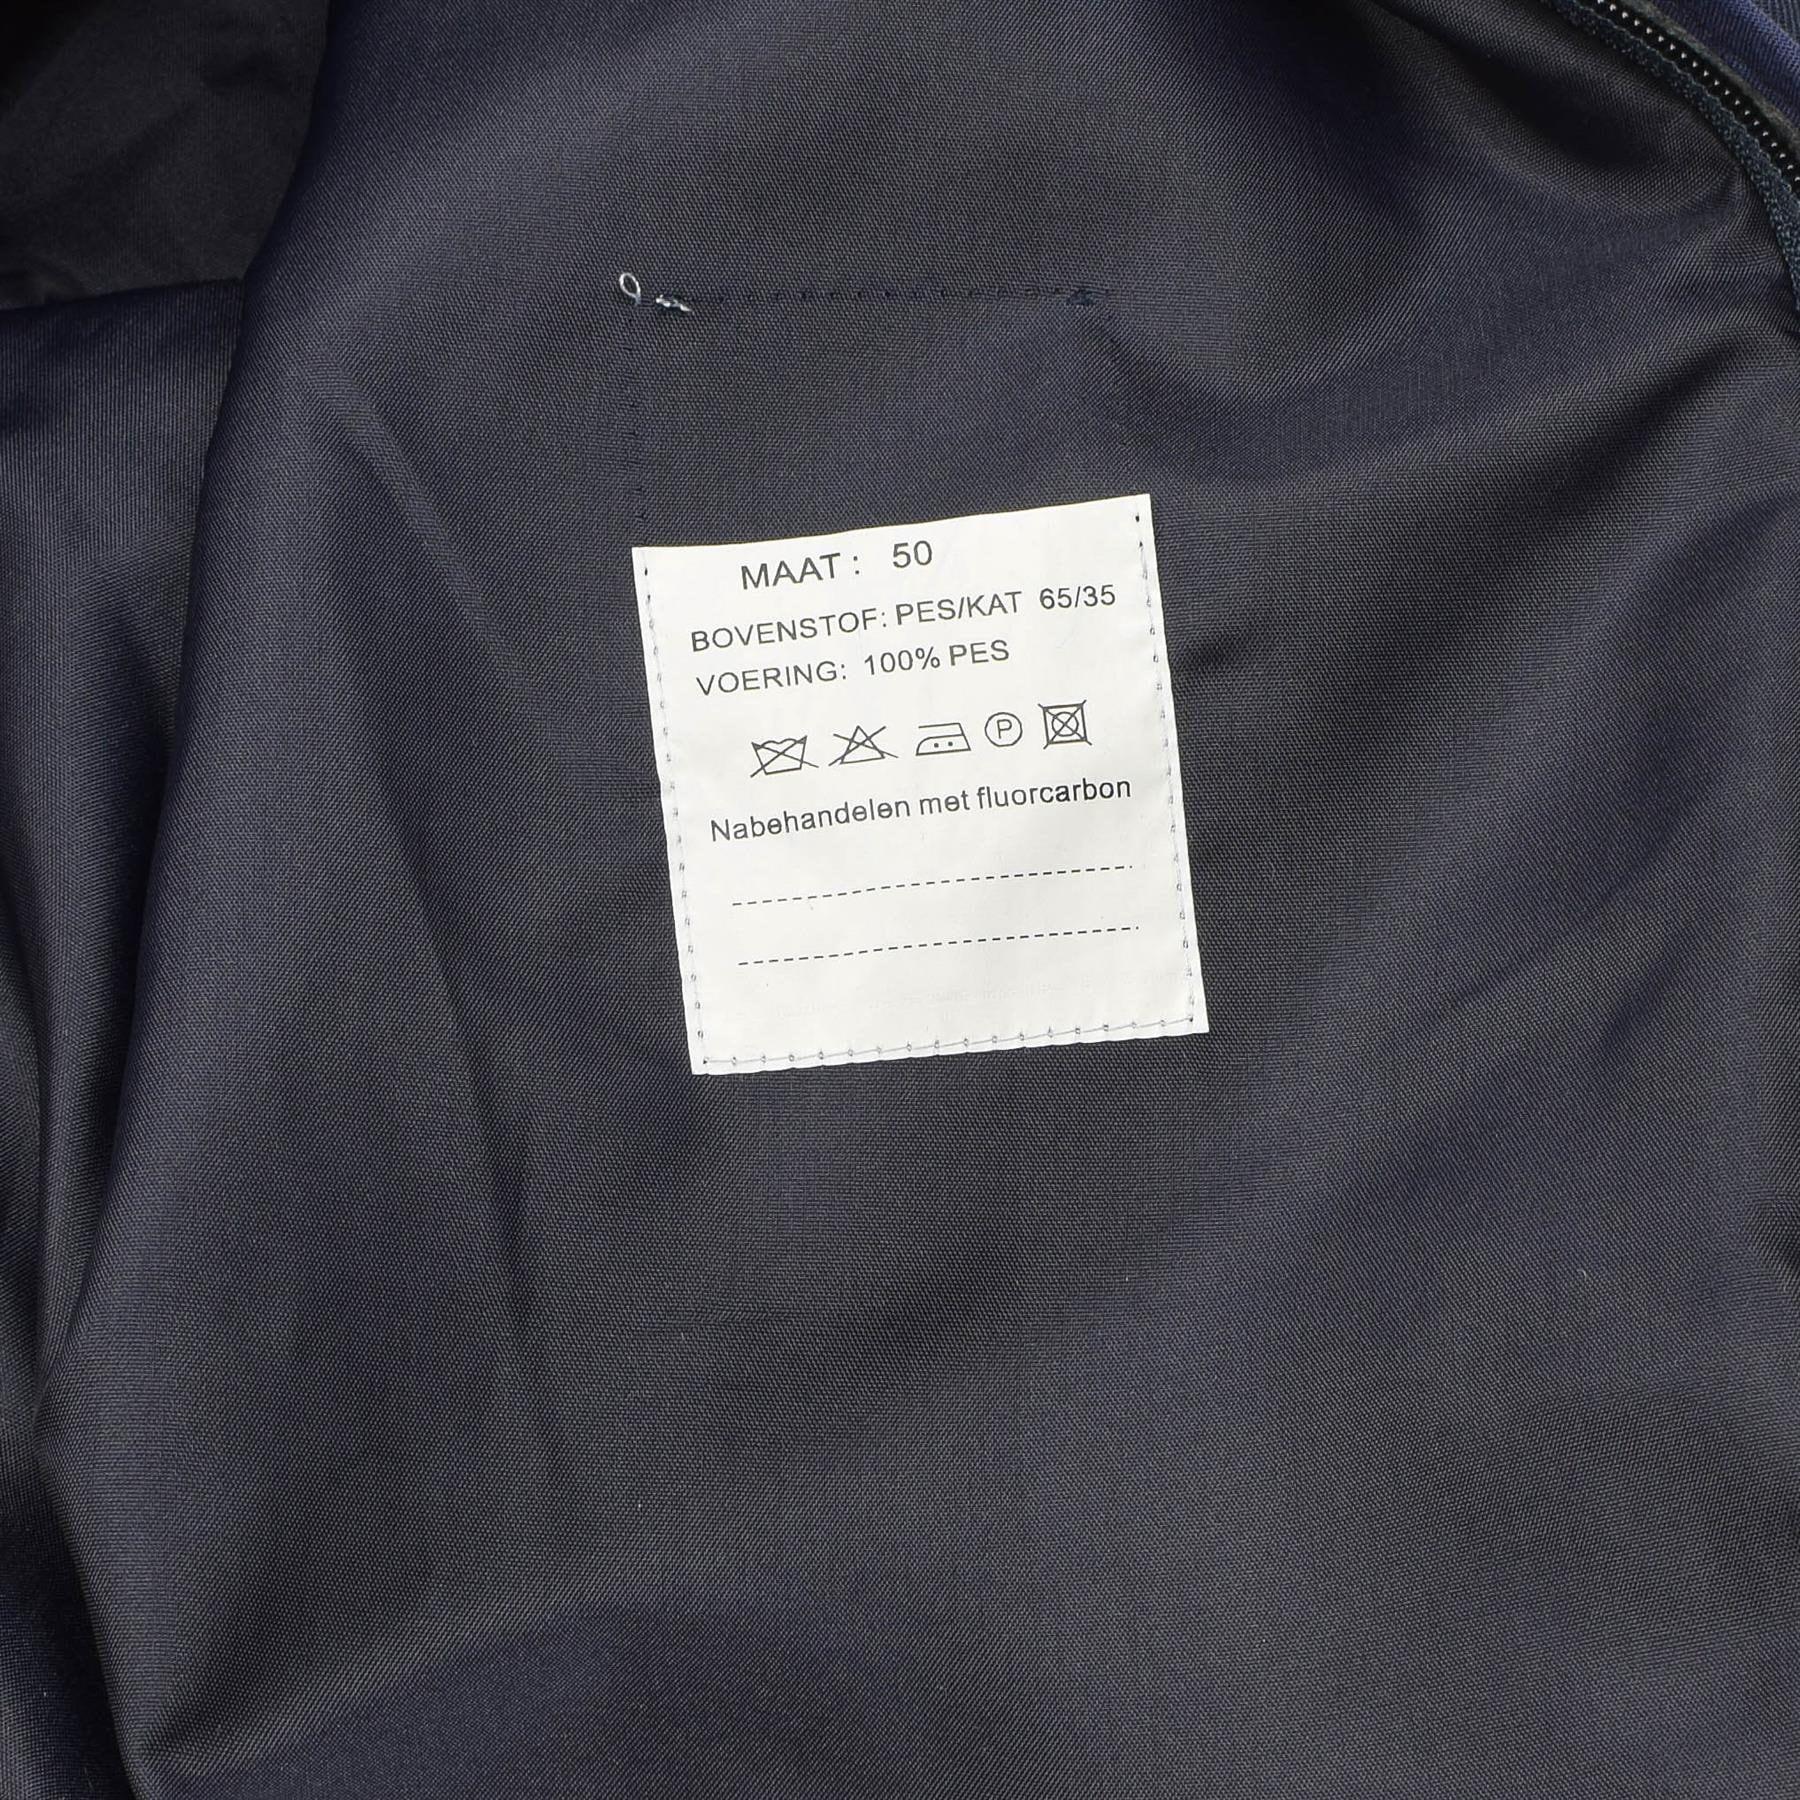 MAAT : 50
BOVENSTOF: PES/KAT 65/35
VOERING: 100% PES
P
Nabehandelen met fluorcarbon